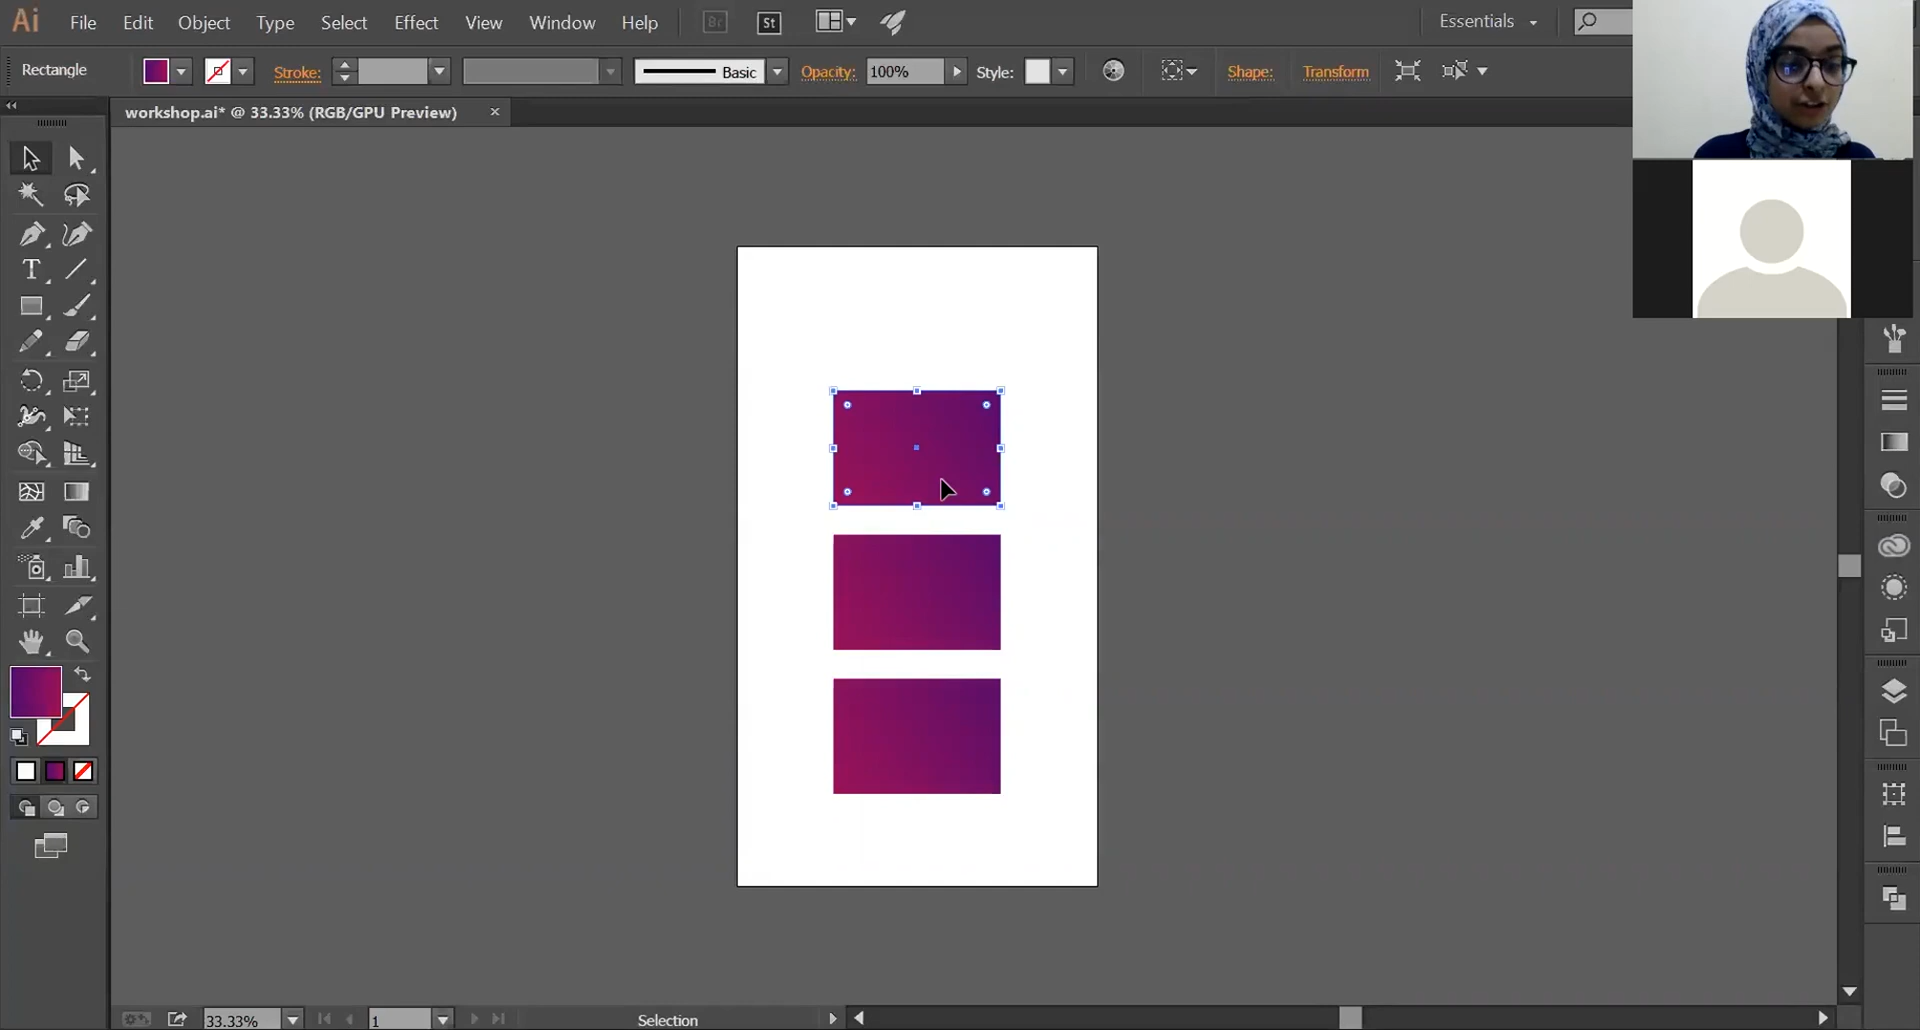 Ai File Edit Object Type Select Effect View Window Help Br St Essentials
Rectangle Stroke: Basic Opacity: 100% Style: Shape: Transform
workshop.ai* @ 33.33% (RGB/GPU Preview) ×
T
33.33% 1 Selection